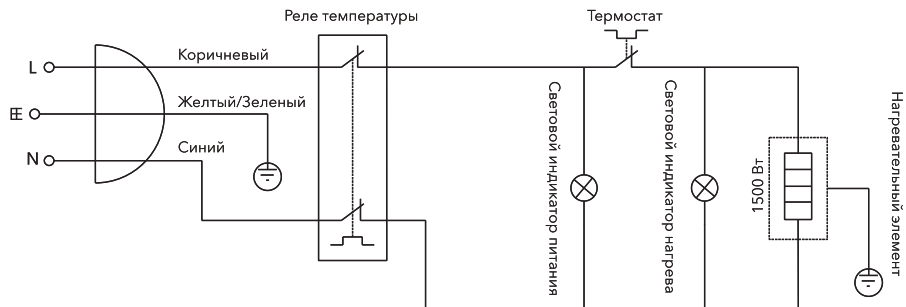 Реле температуры
Термостат
Коричневый
L
Желтый/Зеленый
Синий
N
Световой индикатор питания
Световой индикатор нагрева
1500 Вт
Нагревательный элемент